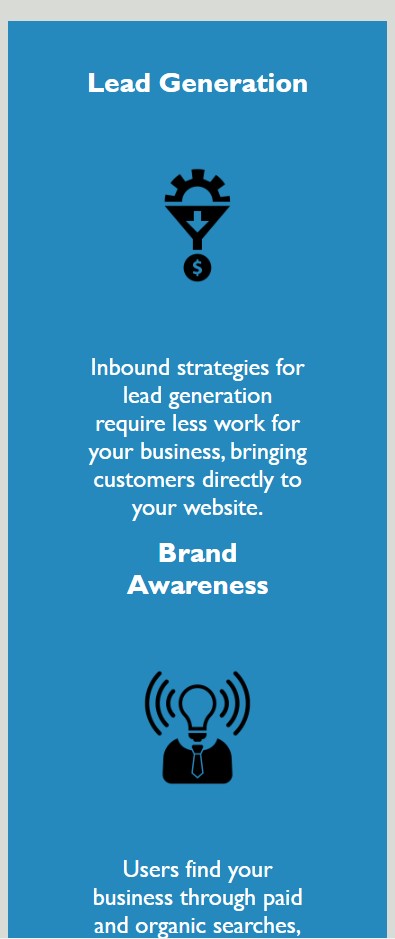 Lead Generation
$
Inbound strategies for
lead generation
require less work for
your business, bringing
customers directly to
your website.
Brand
Awareness
Users find your
business through paid
and organic searches,